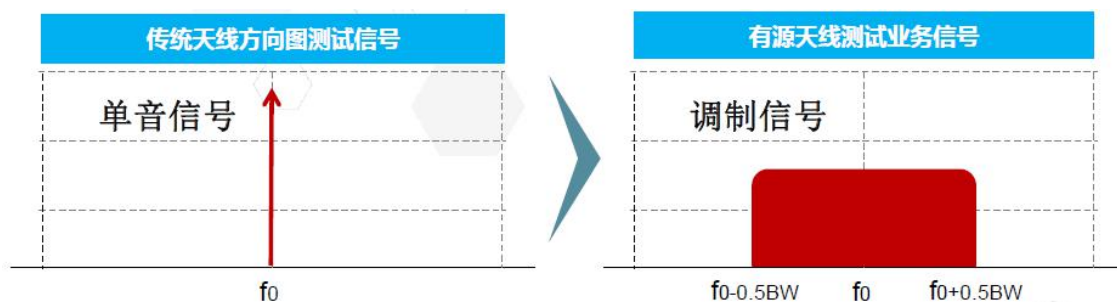 传统天线方向图测试信号
单音信号
f0
有源天线测试业务信号
调制信号
f0-0.5BW
f0
f0+0.5BW